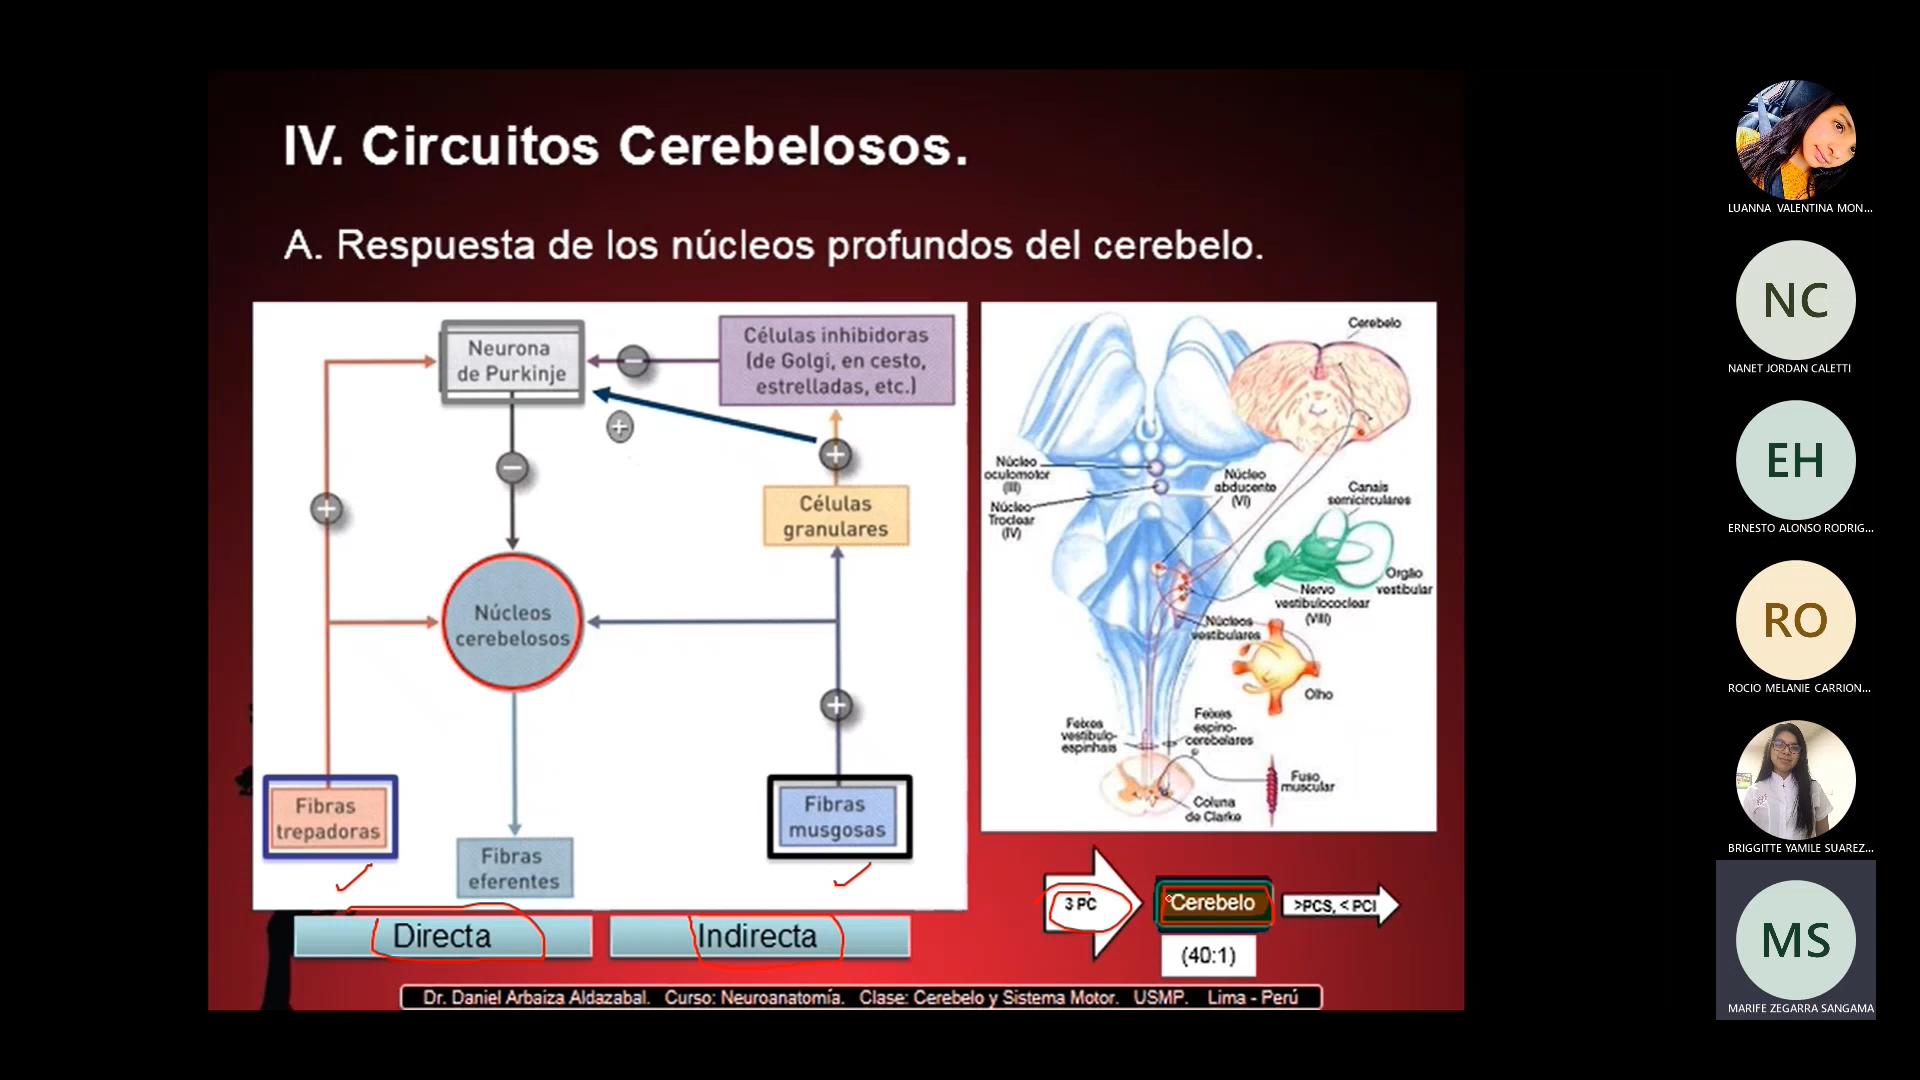 IV. Circuitos Cerebelosos.
A. Respuesta de los núcleos profundos del cerebelo.
Neurona
de Purkinje
Células inhibidoras
(de Golgi, en cesto,
estrelladas, etc.)
Células
granulares
Núcleos
cerebelosos
Fibras
trepadoras
Fibras
eferentes
Fibras
musgosas
Directa
Indirecta
Cerebelo
Núcleo
oculomotor
(III)
Núcleo
Troclear
(IV)
Núcleo
abducente
(VI)
Canais
semicirculares
Orgão
vestibular
Nervo
vestibulococlear
(VIII)
Núcleos
vestibulares
Olho
Feixes
vestibulo-
espinhais
Feixes
espino-
cerebelares
Fuso
muscular
Coluna
de Clarke
3 PC
Cerebelo
>PCS, < PCI
(40:1)
Dr. Daniel Arbaiza Aldazabal. Curso: Neuroanatomía. Clase: Cerebelo y Sistema Motor. USMP. Lima - Perú
LUANNA VALENTINA MON...
NC
NANET JORDAN CALETTI
EH
ERNESTO ALONSO RODRIG...
RO
ROCIO MELANIE CARRION...
BRIGGITTE YAMILE SUAREZ...
MS
MARIFE ZEGARRA SANGAMA